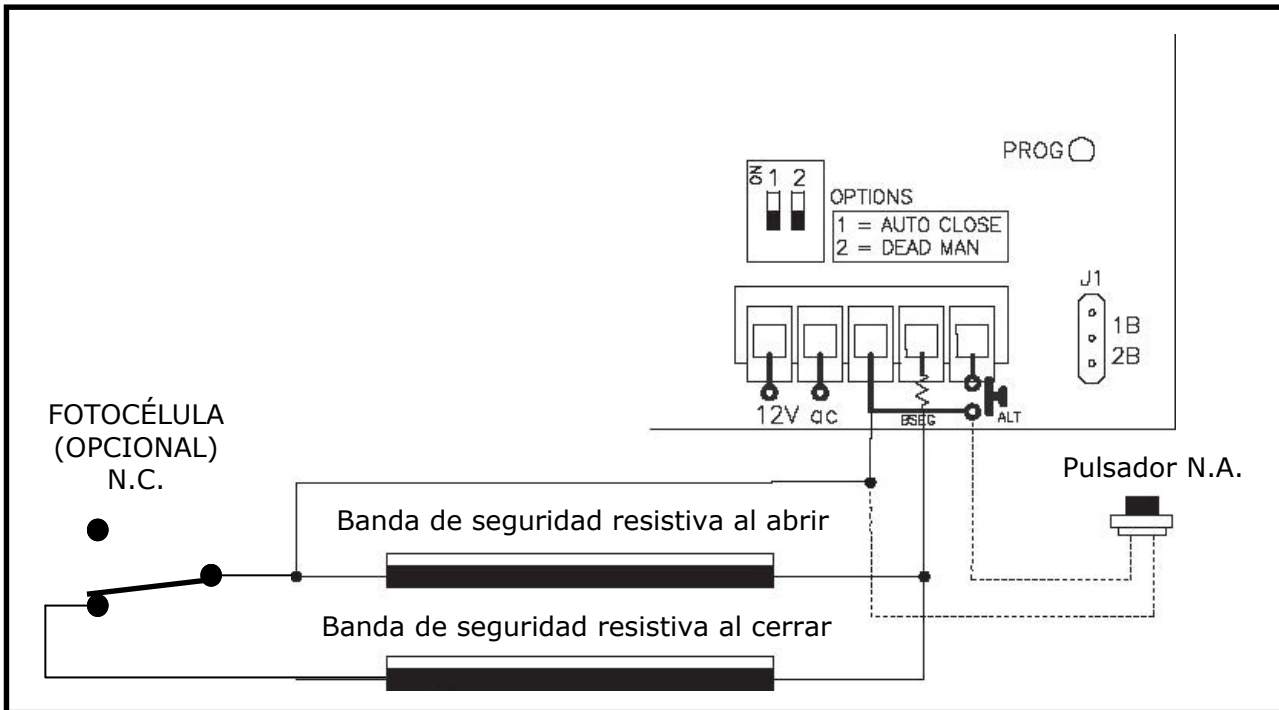 PROG
ON
1 2
OPTIONS
1 = AUTO CLOSE
2 = DEAD MAN
J1
1B
2B
12V ac
BSEG
ALT
FOTOCÉLULA
(OPCIONAL)
N.C.
Pulsador N.A.
Banda de seguridad resistiva al abrir
Banda de seguridad resistiva al cerrar